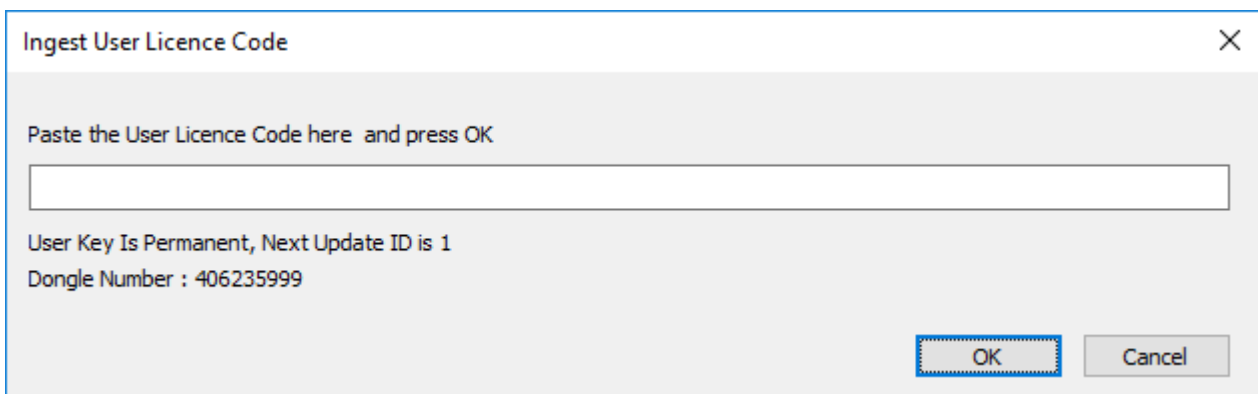 Ingest User Licence Code
Paste the User Licence Code here  and press OK
User Key Is Permanent, Next Update ID is 1
Dongle Number : 406235999
OK
Cancel